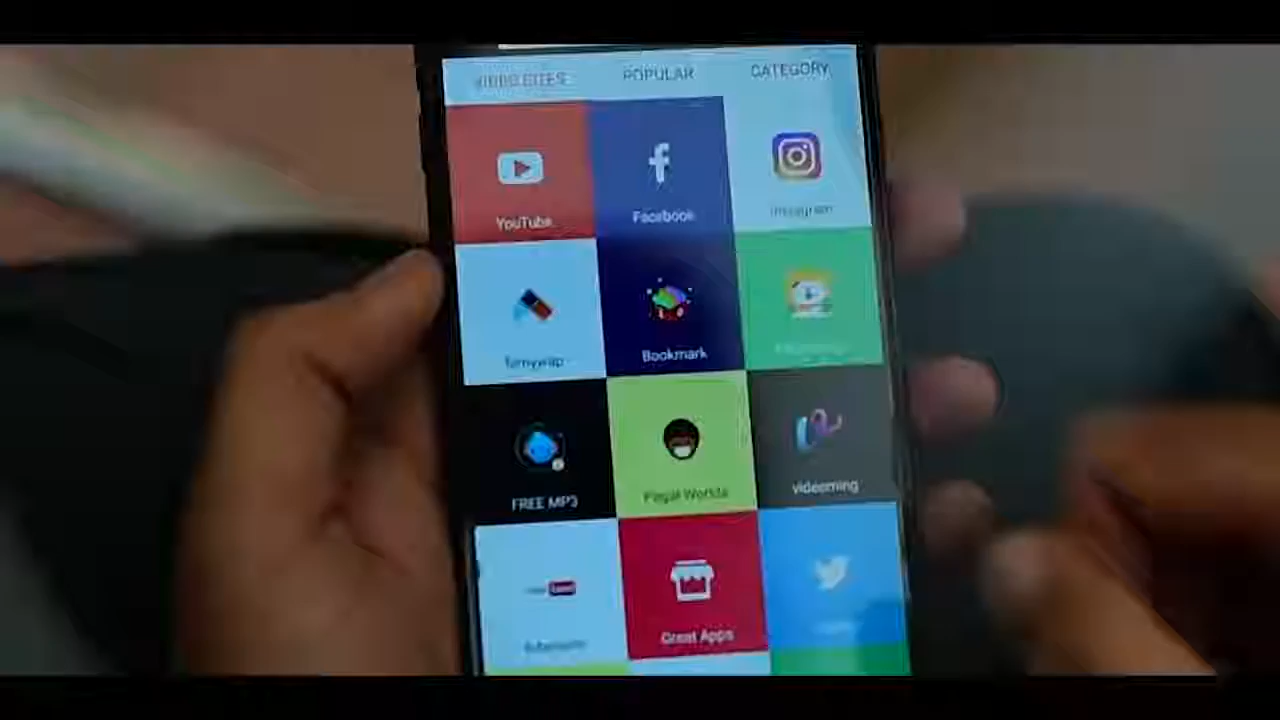 VIDEO SITES POPULAR CATEGORY
YouTube Facebook Instagram
Bookmark
FREE MP3 Pagal Worlds videoming
Great Apps